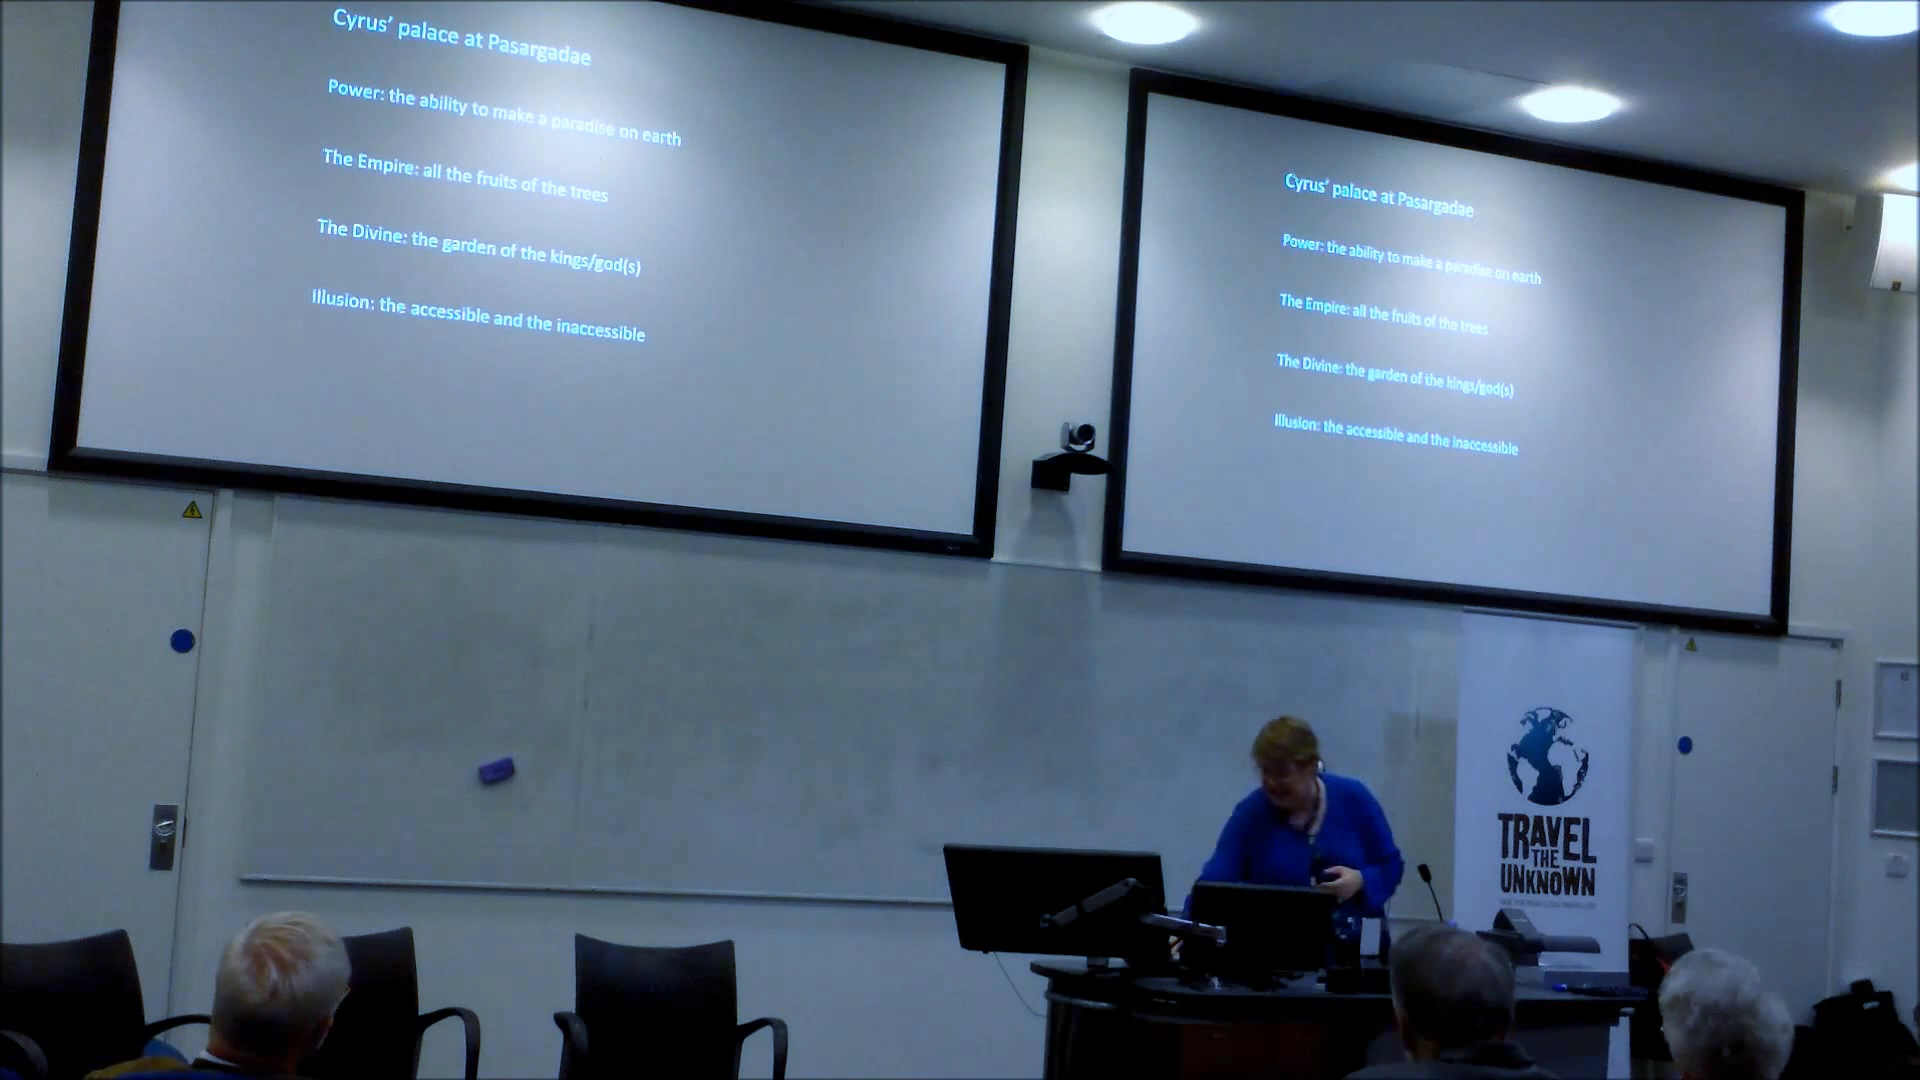 Cyrus' palace at Pasargadae
Power: the ability to make a paradise on earth
The Empire: all the fruits of the trees
The Divine: the garden of the kings/god(s)
Illusion: the accessible and the inaccessible
Cyrus' palace at Pasargadae
Power: the ability to make a paradise on earth
The Empire: all the fruits of the trees
The Divine: the garden of the kings/god(s)
Illusion: the accessible and the inaccessible
TRAVEL
THE
UNKNOWN